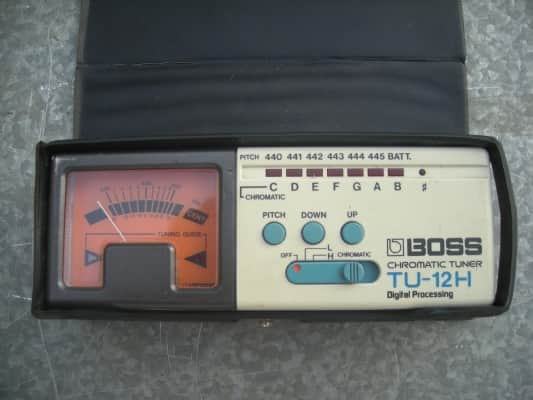 PITCH 440 441 442 443 444 445 BATT.
C D E F G A B ♯
CHROMATIC
PITCH DOWN UP
BOSS
OFF L H CHROMATIC
CHROMATIC TUNER
TU-12H
Digital Processing
TUNING GUIDE